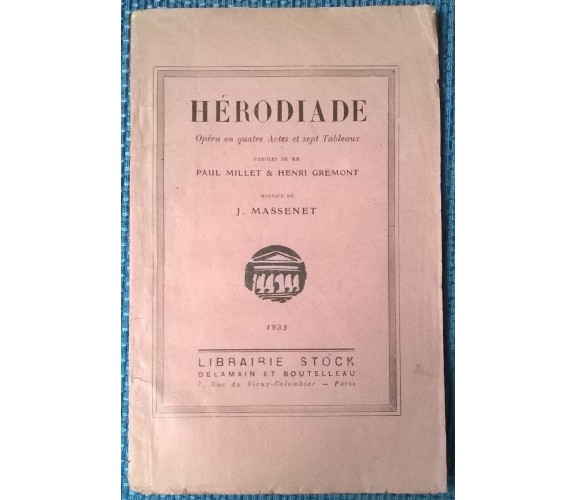 HÉRODIADE
Opéra en quatre Actes et sept Tableaux
PAROLES DE MM.
PAUL MILLET & HENRI GRÉMONT
MUSIQUE DE
J. MASSENET
1932
LIBRAIRIE STOCK
DELAMAIN ET BOUTELLEAU
7, Rue du Vieux-Colombier — Paris